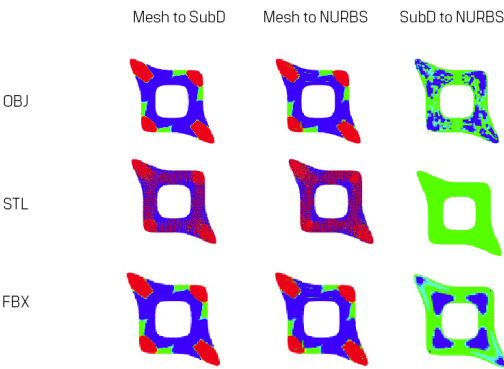 Mesh to SubD
Mesh to NURBS
SubD to NURBS
OBJ
STL
FBX